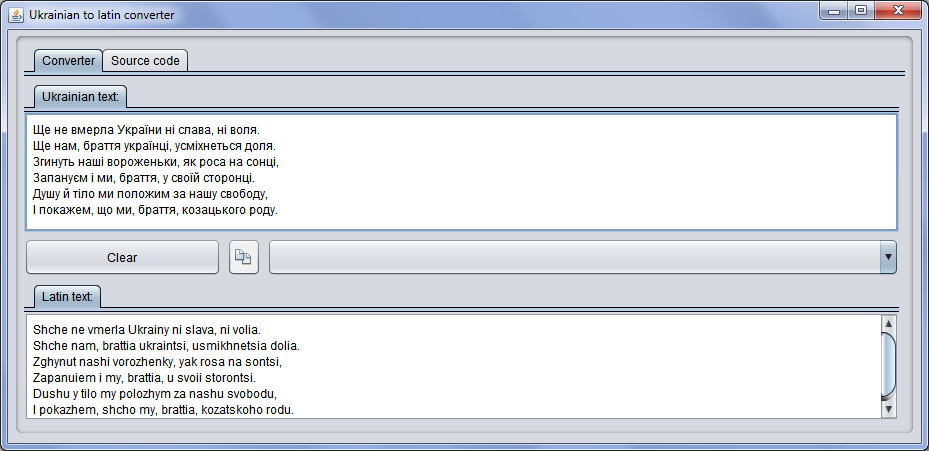 Ukrainian to latin converter
Converter
Source code
Ukrainian text:
Ще не вмерла України ні слава, ні воля.
Ще нам, браття українці, усміхнеться доля.
Згинуть наші вороженьки, як роса на сонці,
Запануєм і ми, браття, у своїй сторонці.
Душу й тіло ми положим за нашу свободу,
І покажем, що ми, браття, козацького роду.
Clear
Latin text:
Shche ne vmerla Ukrainy ni slava, ni volia.
Shche nam, brattia ukraintsi, usmikhnetsia dolia.
Zghynut nashi vorozhenky, yak rosa na sontsi,
Zapanuiem i my, brattia, u svoii storontsi.
Dushu y tilo my polozhym za nashu svobodu,
I pokazhem, shcho my, brattia, kozatskoho rodu.